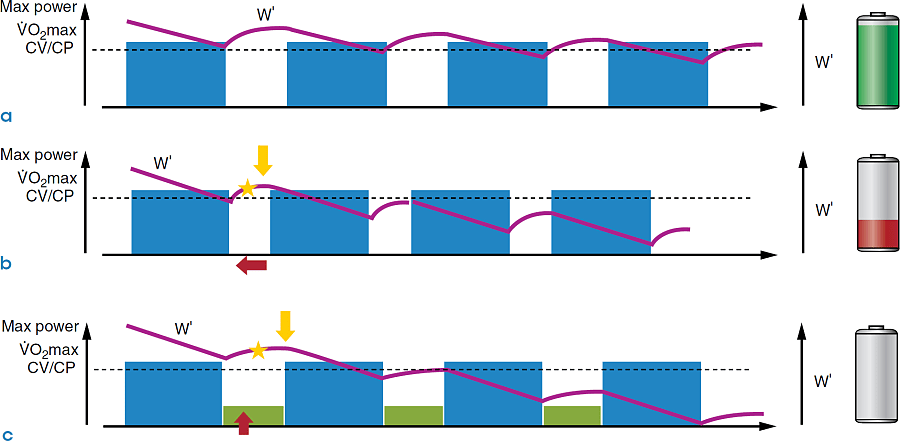 Max power
V̇O₂max
CV/CP
W'
W'
a
Max power
V̇O₂max
CV/CP
W'
W'
b
Max power
V̇O₂max
CV/CP
W'
W'
c